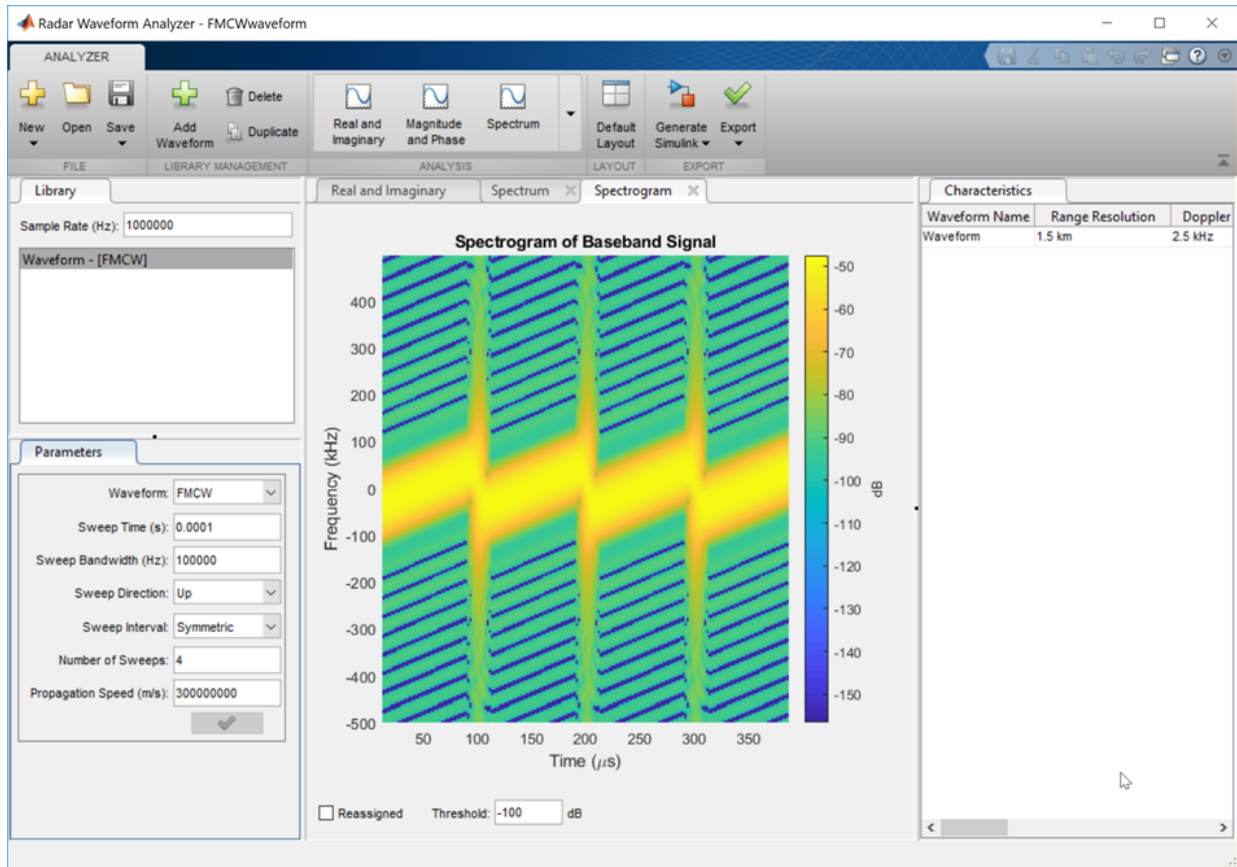 Radar Waveform Analyzer - FMCWwaveform
ANALYZER
New
Open
Save
FILE
Add
Waveform
Delete
Duplicate
LIBRARY MANAGEMENT
Real and
Imaginary
Magnitude
and Phase
Spectrum
ANALYSIS
Default
Layout
LAYOUT
Generate
Simulink
Export
EXPORT
Library
Sample Rate (Hz): 1000000
Waveform - [FMCW]
Parameters
Waveform: FMCW
Sweep Time (s): 0.0001
Sweep Bandwidth (Hz): 100000
Sweep Direction: Up
Sweep Interval: Symmetric
Number of Sweeps: 4
Propagation Speed (m/s): 300000000
Real and Imaginary
Spectrum
Spectrogram
Spectrogram of Baseband Signal
Frequency (kHz)
400
300
200
100
0
-100
-200
-300
-400
-500
50 100 150 200 250 300 350
Time (μs)
-50
-60
-70
-80
-90
-100
-110
-120
-130
-140
-150
dB
Reassigned Threshold: -100 dB
Characteristics
Waveform Name Range Resolution Doppler
Waveform 1.5 km 2.5 kHz